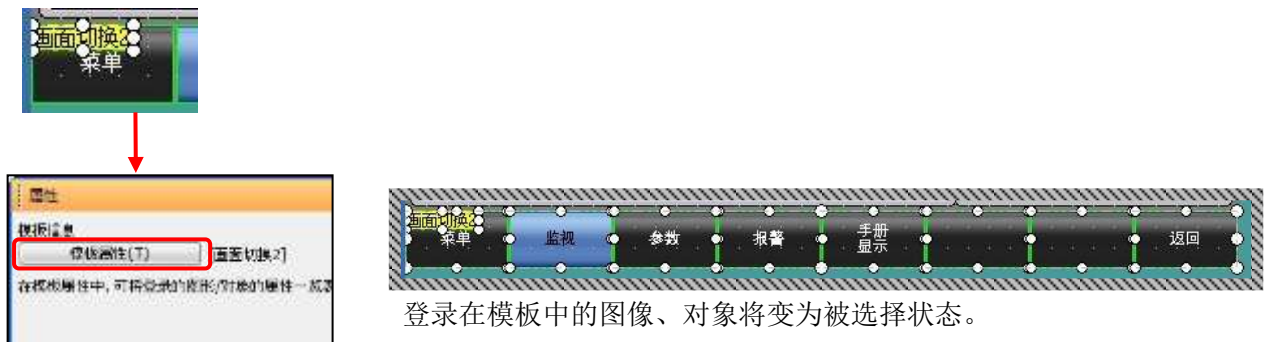 画面切换2
菜单
属性
模板信息
模板属性(T) [画面切换2]
在模板属性中,可将登录的图形/对象的属性一览表
画面切换2
菜单 监视 参数 报警 手册显示 返回
登录在模板中的图像、对象将变为被选择状态。